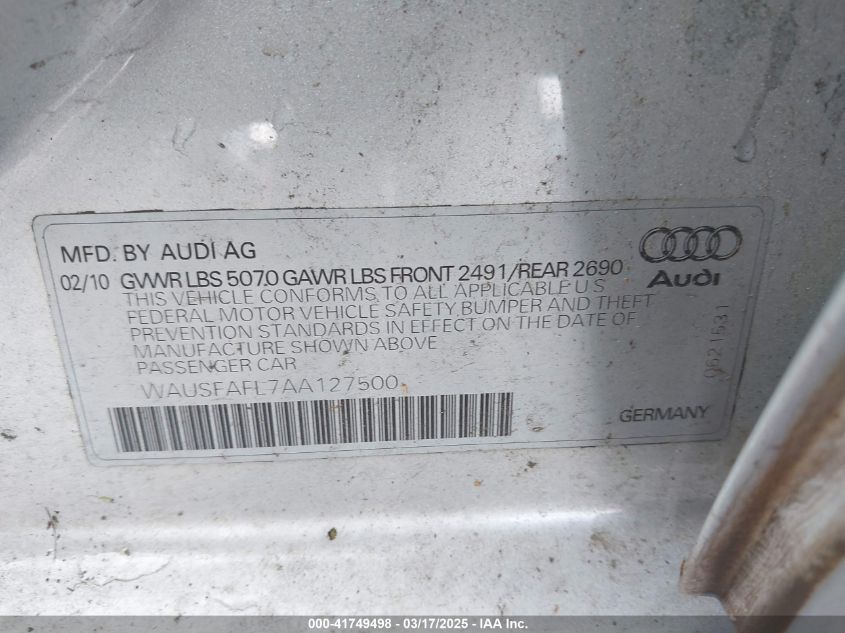 MFD. BY AUDI AG
02/10 GVWR LBS 5070 GAWR LBS FRONT 2491/REAR 2690
THIS VEHICLE CONFORMS TO ALL APPLICABLE U S
FEDERAL MOTOR VEHICLE SAFETY,BUMPER AND THEFT
PREVENTION STANDARDS IN EFFECT ON THE DATE OF
MANUFACTURE SHOWN ABOVE
PASSENGER CAR
WAUSFAFL7AA127500
Audi
0621531
GERMANY
000-41749498 - 03/17/2025 - IAA Inc.